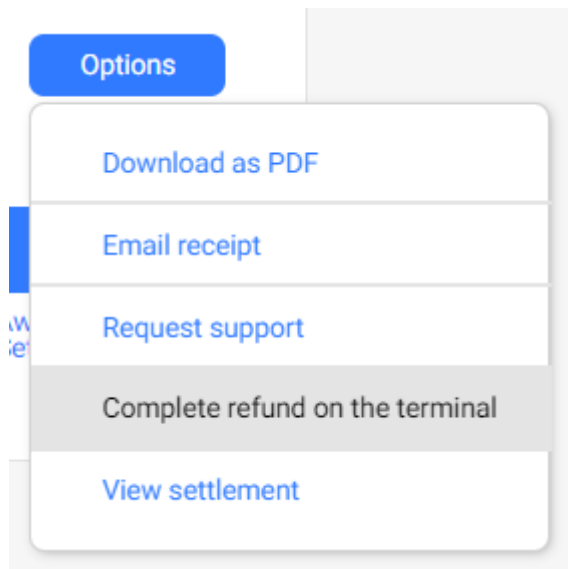 Options
Download as PDF
Email receipt
Request support
Complete refund on the terminal
View settlement